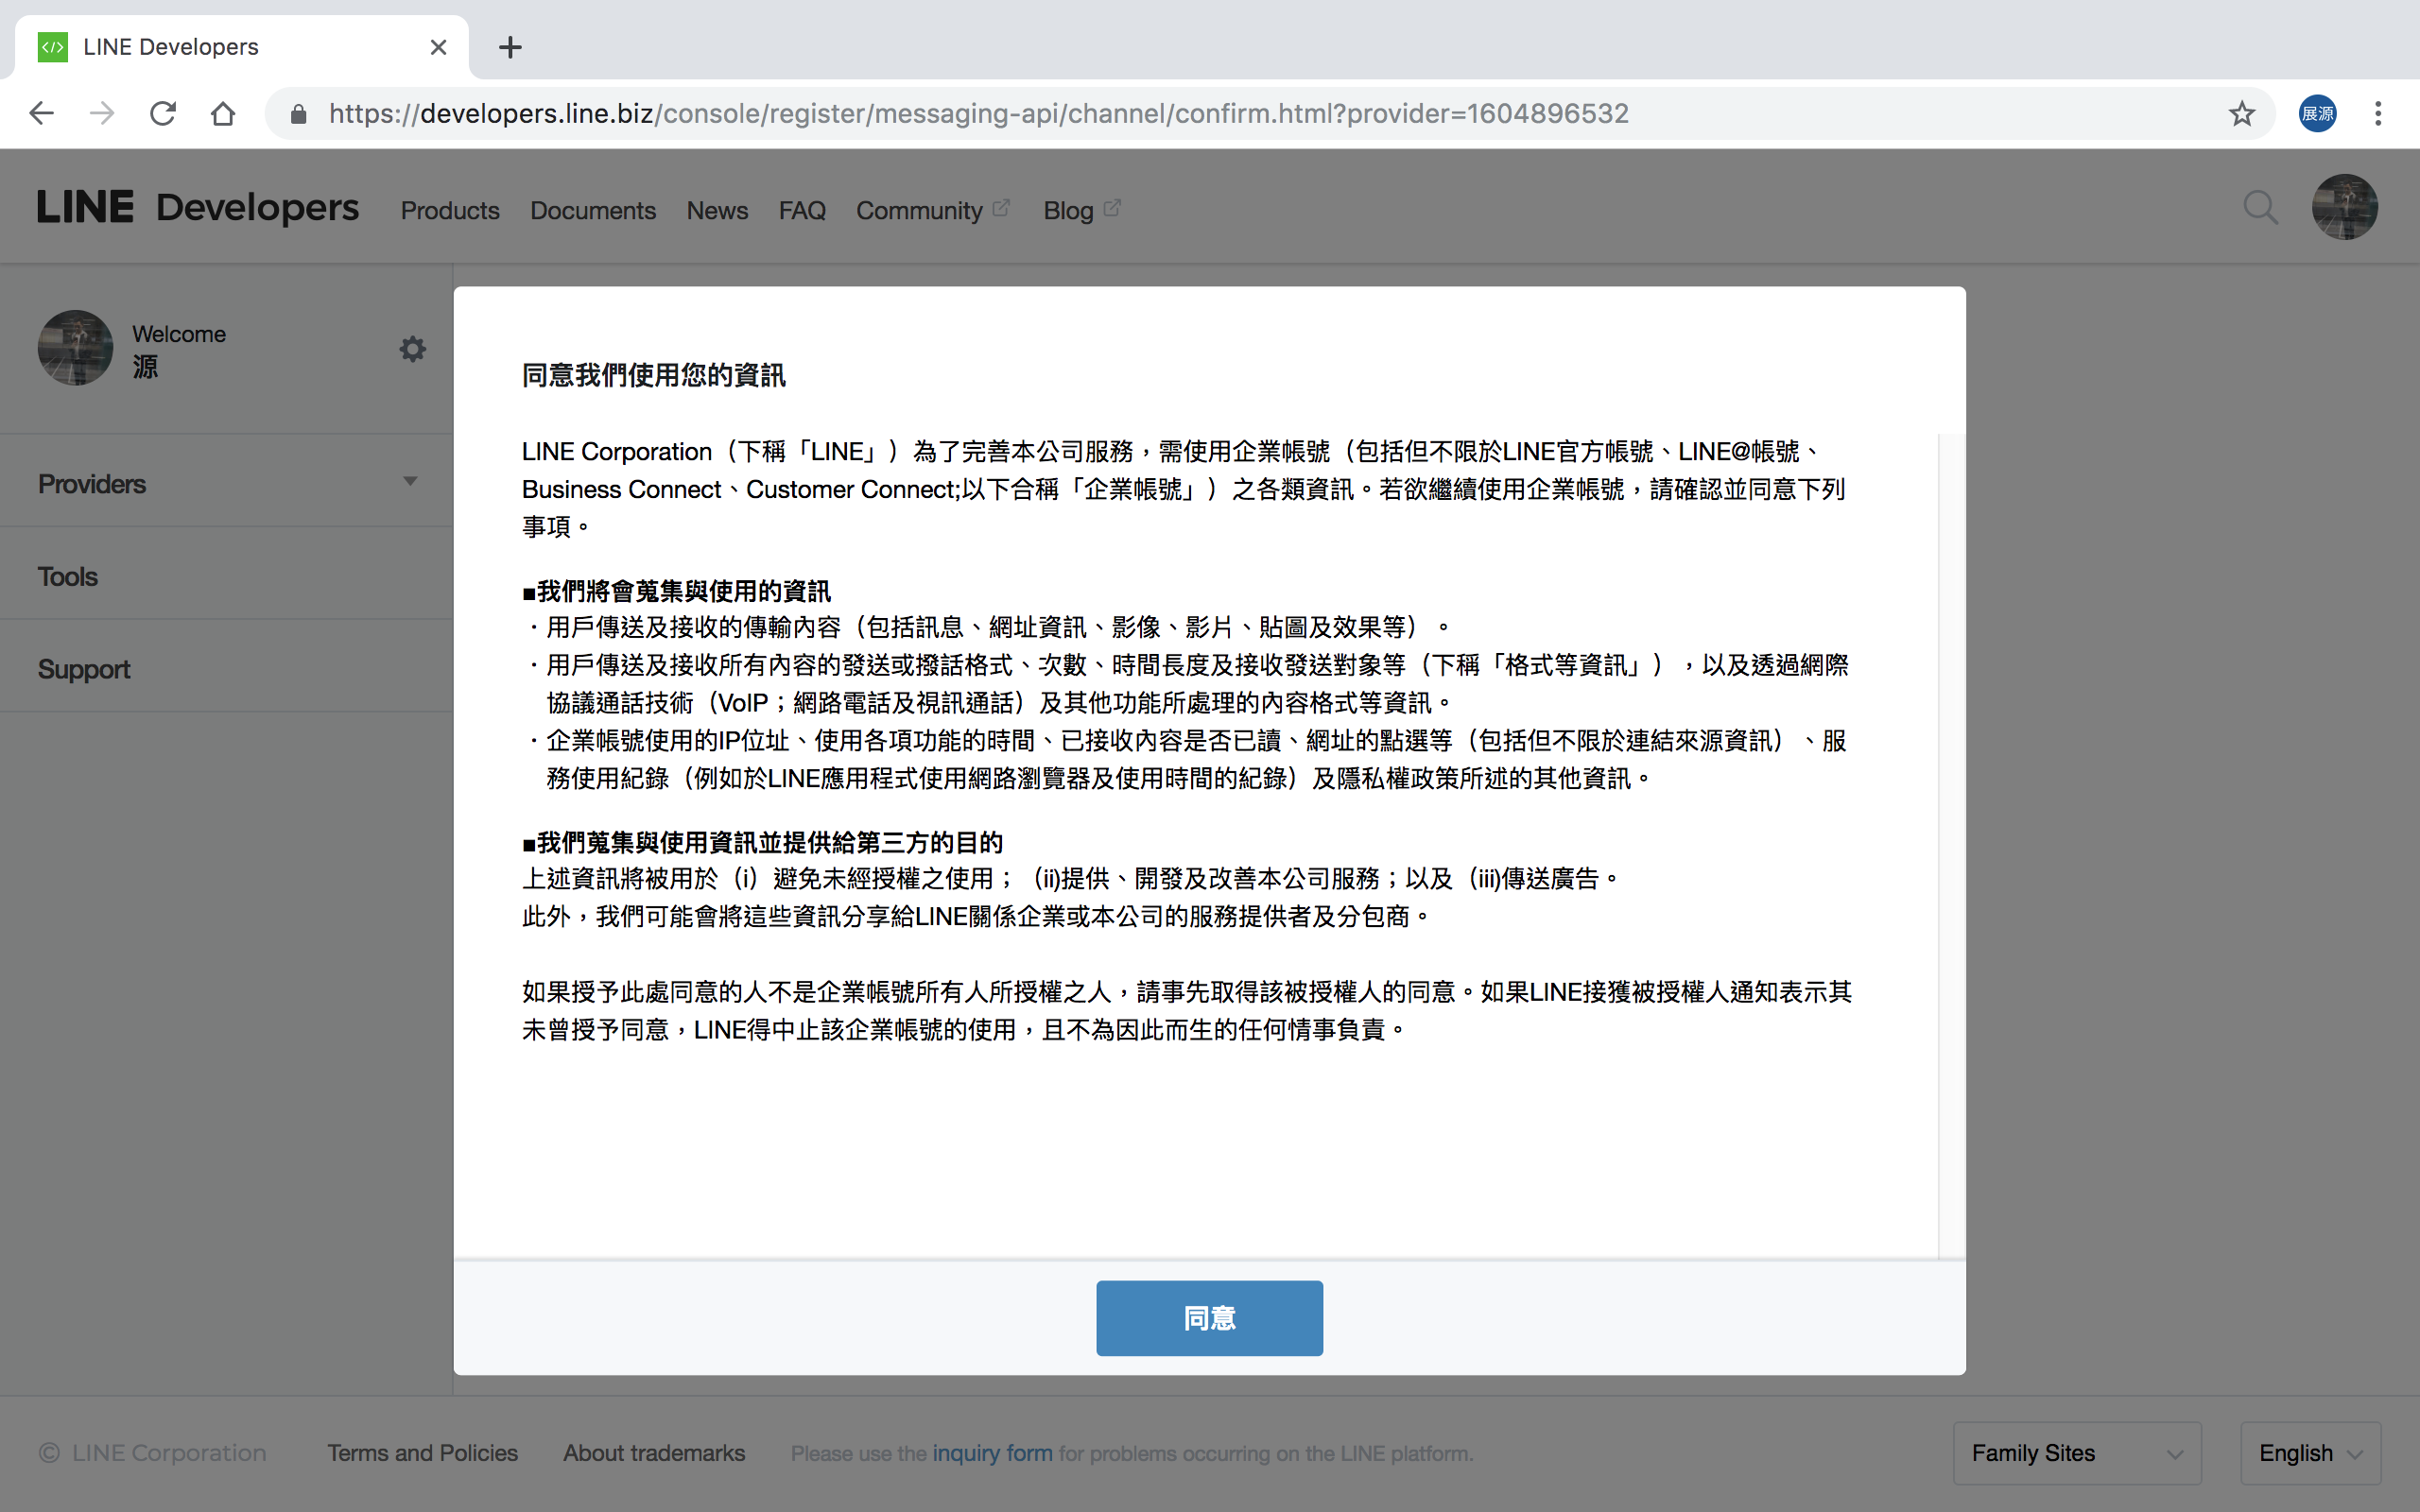 LINE Developers
https://developers.line.biz/console/register/messaging-api/channel/confirm.html?provider=1604896532
展源
LINE Developers Products Documents News FAQ Community Blog
Welcome
源
Providers
Tools
Support
同意我們使用您的資訊
LINE Corporation（下稱「LINE」）為了完善本公司服務，需使用企業帳號（包括但不限於LINE官方帳號、LINE@帳號、
Business Connect、Customer Connect;以下合稱「企業帳號」）之各類資訊。若欲繼續使用企業帳號，請確認並同意下列
事項。
■我們將會蒐集與使用的資訊
・用戶傳送及接收的傳輸內容（包括訊息、網址資訊、影像、影片、貼圖及效果等）。
・用戶傳送及接收所有內容的發送或撥話格式、次數、時間長度及接收發送對象等（下稱「格式等資訊」），以及透過網際
協議通話技術（VoIP；網路電話及視訊通話）及其他功能所處理的內容格式等資訊。
・企業帳號使用的IP位址、使用各項功能的時間、已接收內容是否已讀、網址的點選等（包括但不限於連結來源資訊）、服
務使用紀錄（例如於LINE應用程式使用網路瀏覽器及使用時間的紀錄）及隱私權政策所述的其他資訊。
■我們蒐集與使用資訊並提供給第三方的目的
上述資訊將被用於（i）避免未經授權之使用；（ii)提供、開發及改善本公司服務；以及（iii)傳送廣告。
此外，我們可能會將這些資訊分享給LINE關係企業或本公司的服務提供者及分包商。
如果授予此處同意的人不是企業帳號所有人所授權之人，請事先取得該被授權人的同意。如果LINE接獲被授權人通知表示其
未曾授予同意，LINE得中止該企業帳號的使用，且不為因此而生的任何情事負責。
同意
© LINE Corporation Terms and Policies About trademarks Please use the inquiry form for problems occurring on the LINE platform. Family Sites English